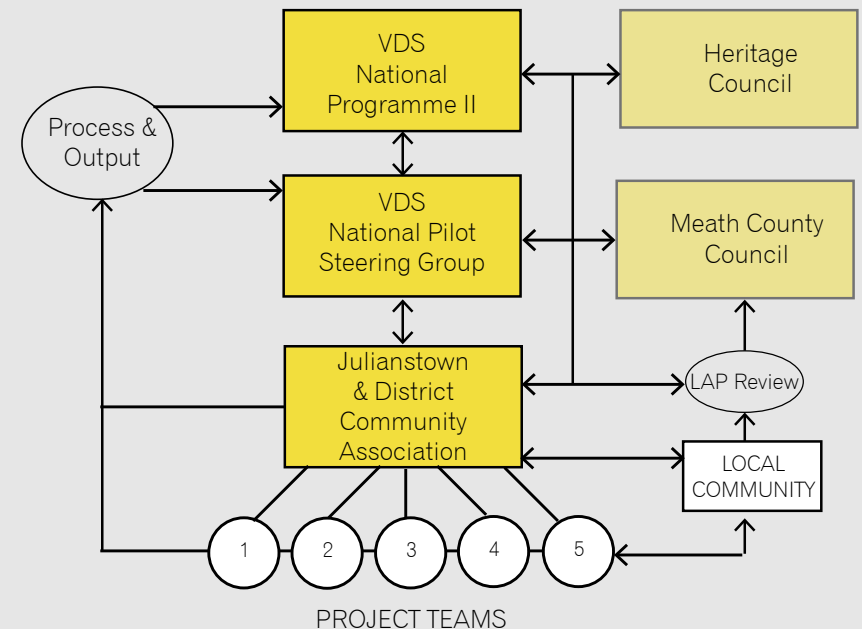 VDS
National
Programme II
Heritage
Council
Process &
Output
VDS
National Pilot
Steering Group
Meath County
Council
Julianstown
& District
Community
Association
LAP Review
LOCAL
COMMUNITY
1
2
3
4
5
PROJECT TEAMS